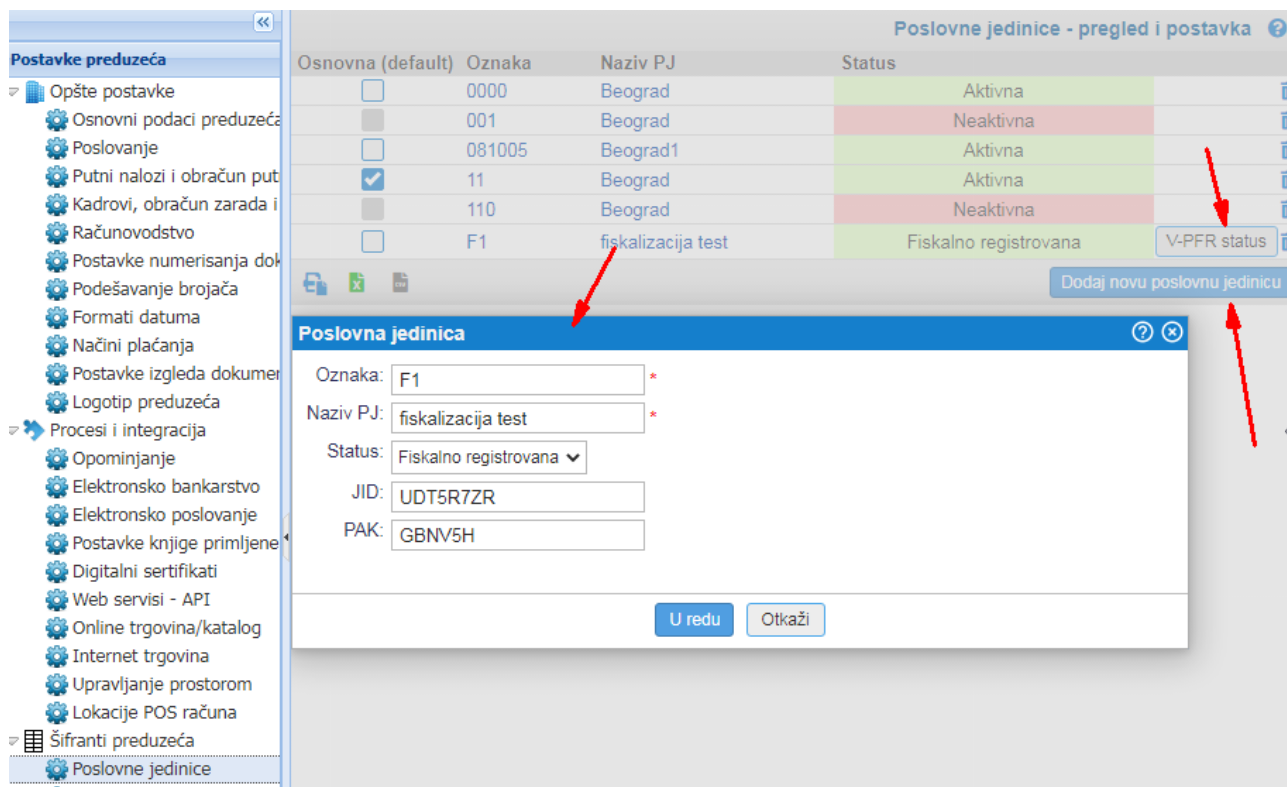 Postavke preduzeća
Opšte postavke
Osnovni podaci preduzeća
Poslovanje
Putni nalozi i obračun put
Kadrovi, obračun zarada i
Računovodstvo
Postavke numerisanja dok
Podešavanje brojača
Formati datuma
Načini plaćanja
Postavke izgleda dokumen
Logotip preduzeća
Procesi i integracija
Opominjanje
Elektronsko bankarstvo
Elektronsko poslovanje
Postavke knjige primljene
Digitalni sertifikati
Web servisi - API
Online trgovina/katalog
Internet trgovina
Upravljanje prostorom
Lokacije POS računa
Šifranti preduzeća
Poslovne jedinice
Poslovne jedinice - pregled i postavka
Osnovna (default) Oznaka Naziv PJ Status
0000 Beograd Aktivna
001 Beograd Neaktivna
081005 Beograd1 Aktivna
11 Beograd Aktivna
110 Beograd Neaktivna
F1 fiskalizacija test Fiskalno registrovana V-PFR status
Dodaj novu poslovnu jedinicu
Poslovna jedinica
Oznaka: F1 *
Naziv PJ: fiskalizacija test *
Status: Fiskalno registrovana
JID: UDT5R7ZR
PAK: GBNV5H
U redu Otkaži